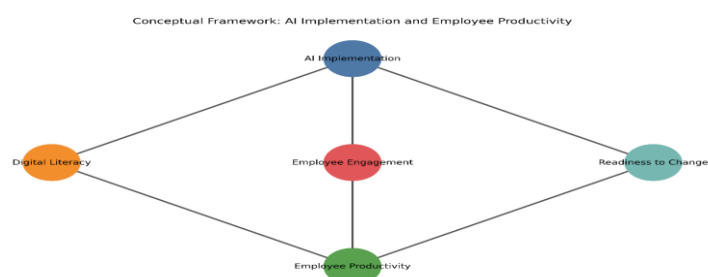 Conceptual Framework: AI Implementation and Employee Productivity
AI Implementation
Digital Literacy
Employee Engagement
Readiness to Change
Employee Productivity